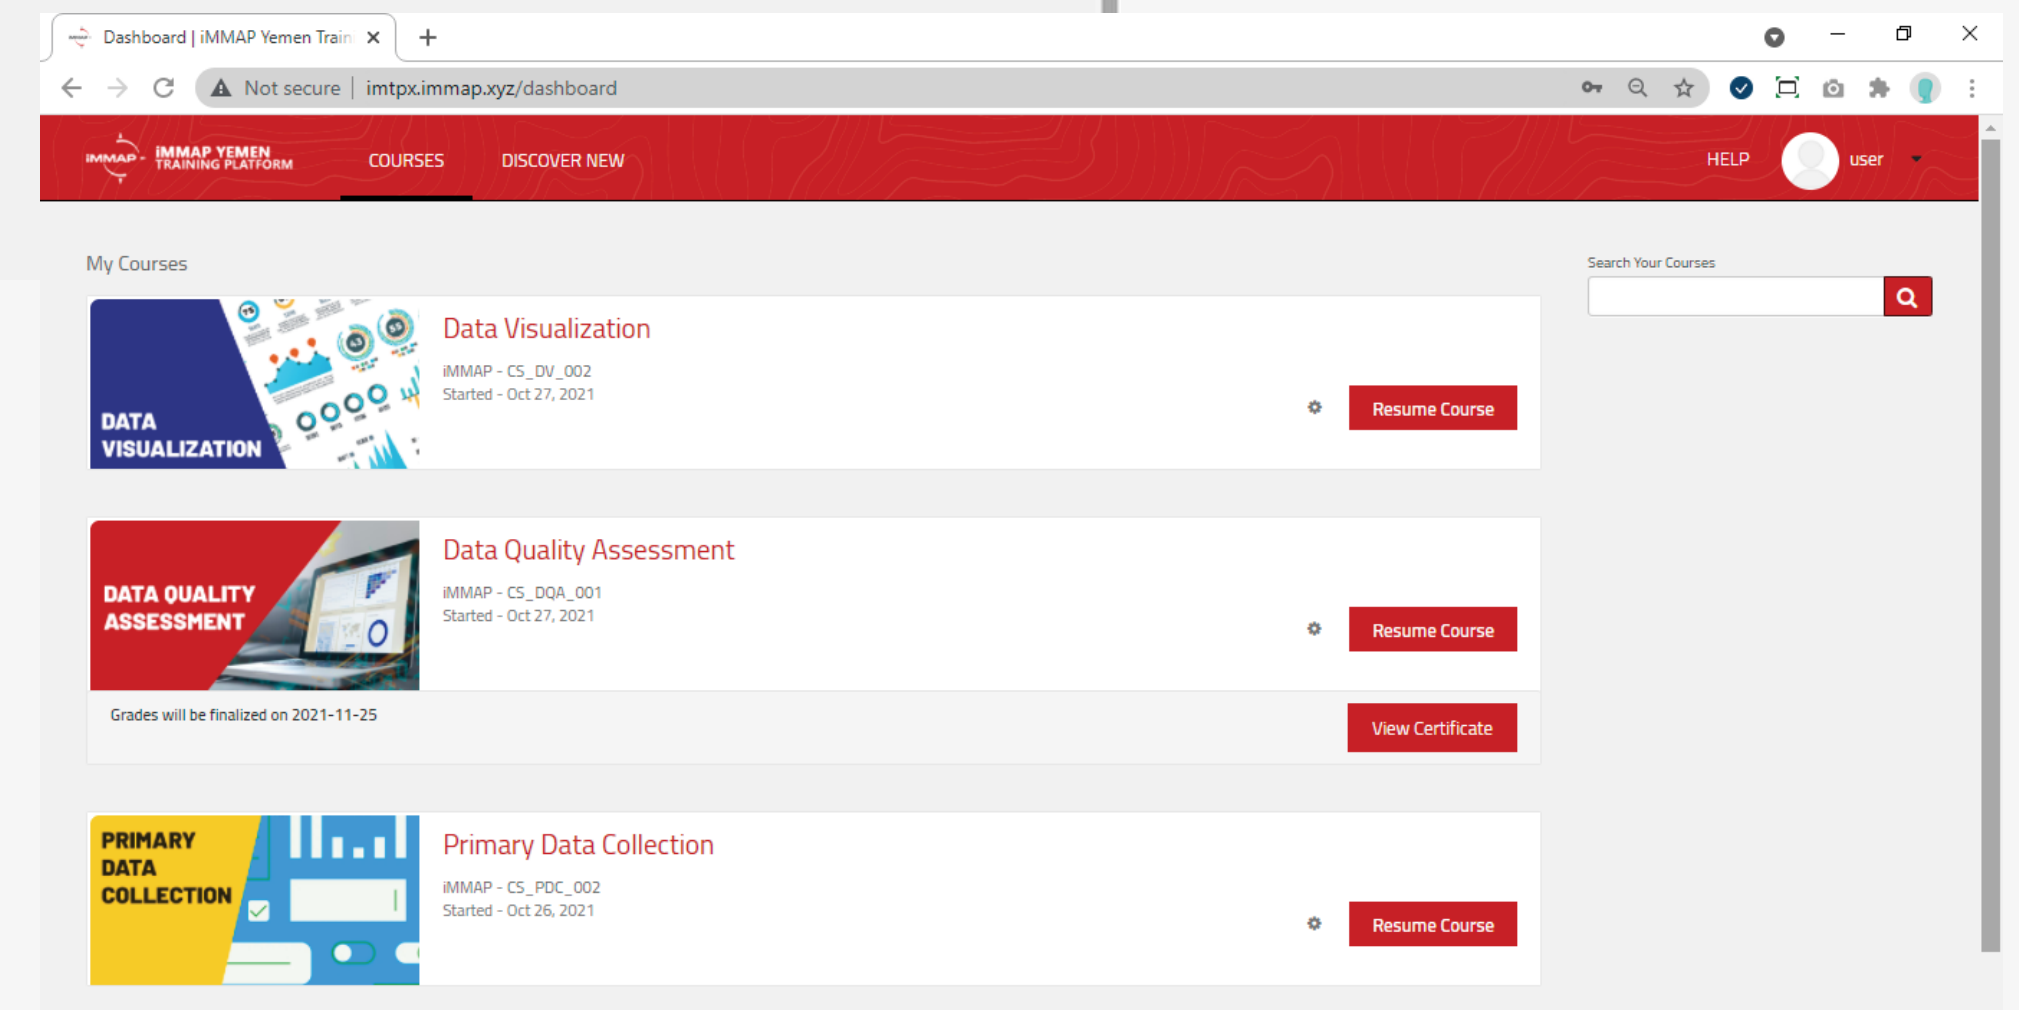 Dashboard | iMMAP Yemen Train
Not secure | imtpx.immap.xyz/dashboard
iMMAP
iMMAP YEMEN
TRAINING PLATFORM
COURSES
DISCOVER NEW
HELP
user
My Courses
Search Your Courses
DATA
VISUALIZATION
Data Visualization
iMMAP - CS_DV_002
Started - Oct 27, 2021
Resume Course
DATA QUALITY
ASSESSMENT
Data Quality Assessment
iMMAP - CS_DQA_001
Started - Oct 27, 2021
Resume Course
Grades will be finalized on 2021-11-25
View Certificate
PRIMARY
DATA
COLLECTION
Primary Data Collection
iMMAP - CS_PDC_002
Started - Oct 26, 2021
Resume Course